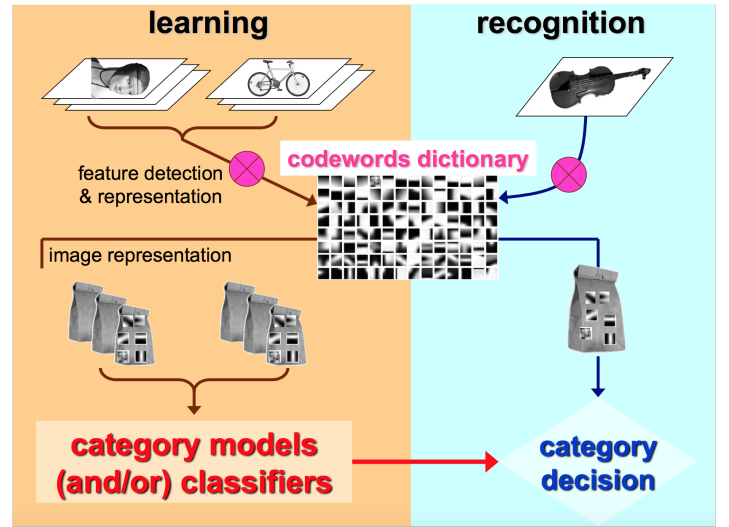 learning
recognition
codewords dictionary
feature detection
& representation
image representation
category models
(and/or) classifiers
category
decision